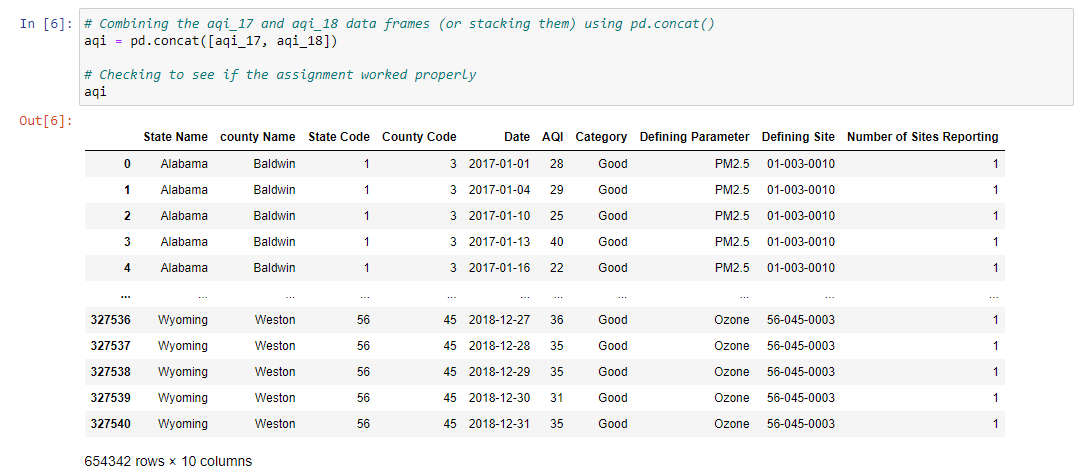 In [6]: # Combining the aqi_17 and aqi_18 data frames (or stacking them) using pd.concat()
aqi = pd.concat([aqi_17, aqi_18])
# Checking to see if the assignment worked properly
aqi
Out[6]:
State Name county Name State Code County Code Date AQI Category Defining Parameter Defining Site Number of Sites Reporting
0 Alabama Baldwin 1 3 2017-01-01 28 Good PM2.5 01-003-0010 1
1 Alabama Baldwin 1 3 2017-01-04 29 Good PM2.5 01-003-0010 1
2 Alabama Baldwin 1 3 2017-01-10 25 Good PM2.5 01-003-0010 1
3 Alabama Baldwin 1 3 2017-01-13 40 Good PM2.5 01-003-0010 1
4 Alabama Baldwin 1 3 2017-01-16 22 Good PM2.5 01-003-0010 1
... ... ... ... ... ... ... ... ... ... ...
327536 Wyoming Weston 56 45 2018-12-27 36 Good Ozone 56-045-0003 1
327537 Wyoming Weston 56 45 2018-12-28 35 Good Ozone 56-045-0003 1
327538 Wyoming Weston 56 45 2018-12-29 35 Good Ozone 56-045-0003 1
327539 Wyoming Weston 56 45 2018-12-30 31 Good Ozone 56-045-0003 1
327540 Wyoming Weston 56 45 2018-12-31 35 Good Ozone 56-045-0003 1
654342 rows × 10 columns